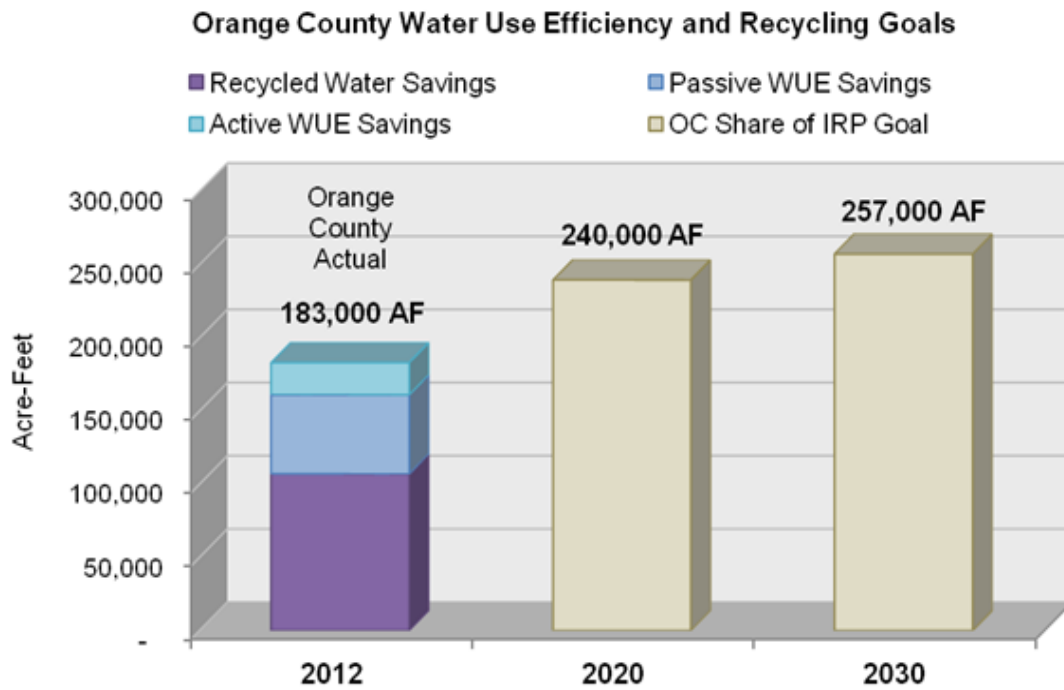 Orange County Water Use Efficiency and Recycling Goals
Recycled Water Savings
Passive WUE Savings
Active WUE Savings
OC Share of IRP Goal
Acre-Feet
300,000
250,000
200,000
150,000
100,000
50,000
-
Orange
County
Actual
183,000 AF
240,000 AF
257,000 AF
2012
2020
2030